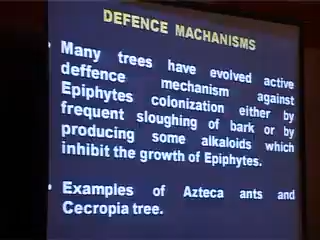 DEFENCE MACHANISMS
• Many trees have evolved active
deffence mechanism against
Epiphytes colonization either by
frequent sloughing of bark or by
producing some alkaloids which
inhibit the growth of Epiphytes.
• Examples of Azteca ants and
Cecropia tree.